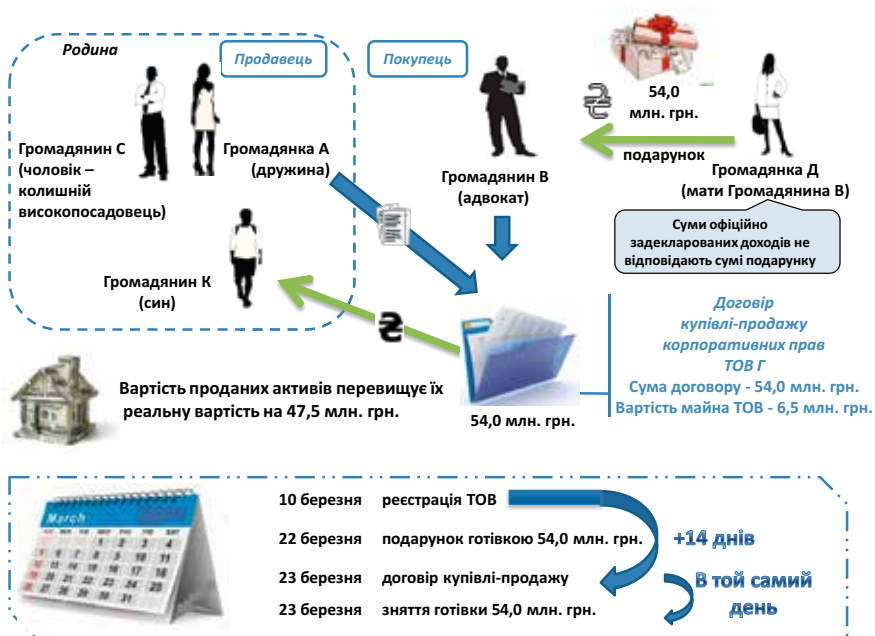 Родина
Продавець
Покупець
54,0
млн. грн.
подарунок
Громадянин С
(чоловік –
колишній
високопосадовець)
Громадянка А
(дружина)
Громадянин В
(адвокат)
Громадянка Д
(мати Громадянина В)
Суми офіційно
задекларованих доходів не
відповідають сумі подарунку
Громадянин К
(син)
₴
Договір
купівлі-продажу
корпоративних прав
ТОВ Г
Сума договору - 54,0 млн. грн.
Вартість майна ТОВ - 6,5 млн. грн.
Вартість проданих активів перевищує їх
реальну вартість на 47,5 млн. грн.
54,0 млн. грн.
March
10 березня реєстрація ТОВ
22 березня подарунок готівкою 54,0 млн. грн.
+14 днів
23 березня договір купівлі-продажу
23 березня зняття готівки 54,0 млн. грн.
В той самий
день